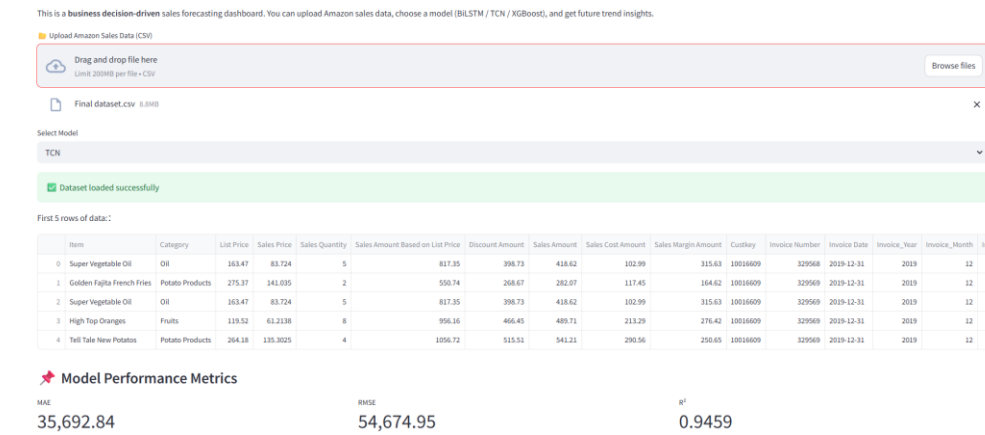 This is a business decision-driven sales forecasting dashboard. You can upload Amazon sales data, choose a model (BiLSTM / TCN / XGBoost), and get future trend insights.
Upload Amazon Sales Data (CSV)
Drag and drop file here
Limit 200MB per file • CSV
Browse files
Final dataset.csv 8.8MB
Select Model
TCN
Dataset loaded successfully
First 5 rows of data::
Item Category List Price Sales Price Sales Quantity Sales Amount Based on List Price Discount Amount Sales Amount Sales Cost Amount Sales Margin Amount Custkey Invoice Number Invoice Date Invoice_Year Invoice_Month
0 Super Vegetable Oil Oil 163.47 83.724 5 817.35 398.73 418.62 102.99 315.63 10016609 329568 2019-12-31 2019 12
1 Golden Fajita French Fries Potato Products 275.37 141.035 2 550.74 268.67 282.07 117.45 164.62 10016609 329569 2019-12-31 2019 12
2 Super Vegetable Oil Oil 163.47 83.724 5 817.35 398.73 418.62 102.99 315.63 10016609 329569 2019-12-31 2019 12
3 High Top Oranges Fruits 119.52 61.2138 8 956.16 466.45 489.71 213.29 276.42 10016609 329569 2019-12-31 2019 12
4 Tell Tale New Potatos Potato Products 264.18 135.3025 4 1056.72 515.51 541.21 290.56 250.65 10016609 329569 2019-12-31 2019 12
Model Performance Metrics
MAE RMSE R²
35,692.84 54,674.95 0.9459